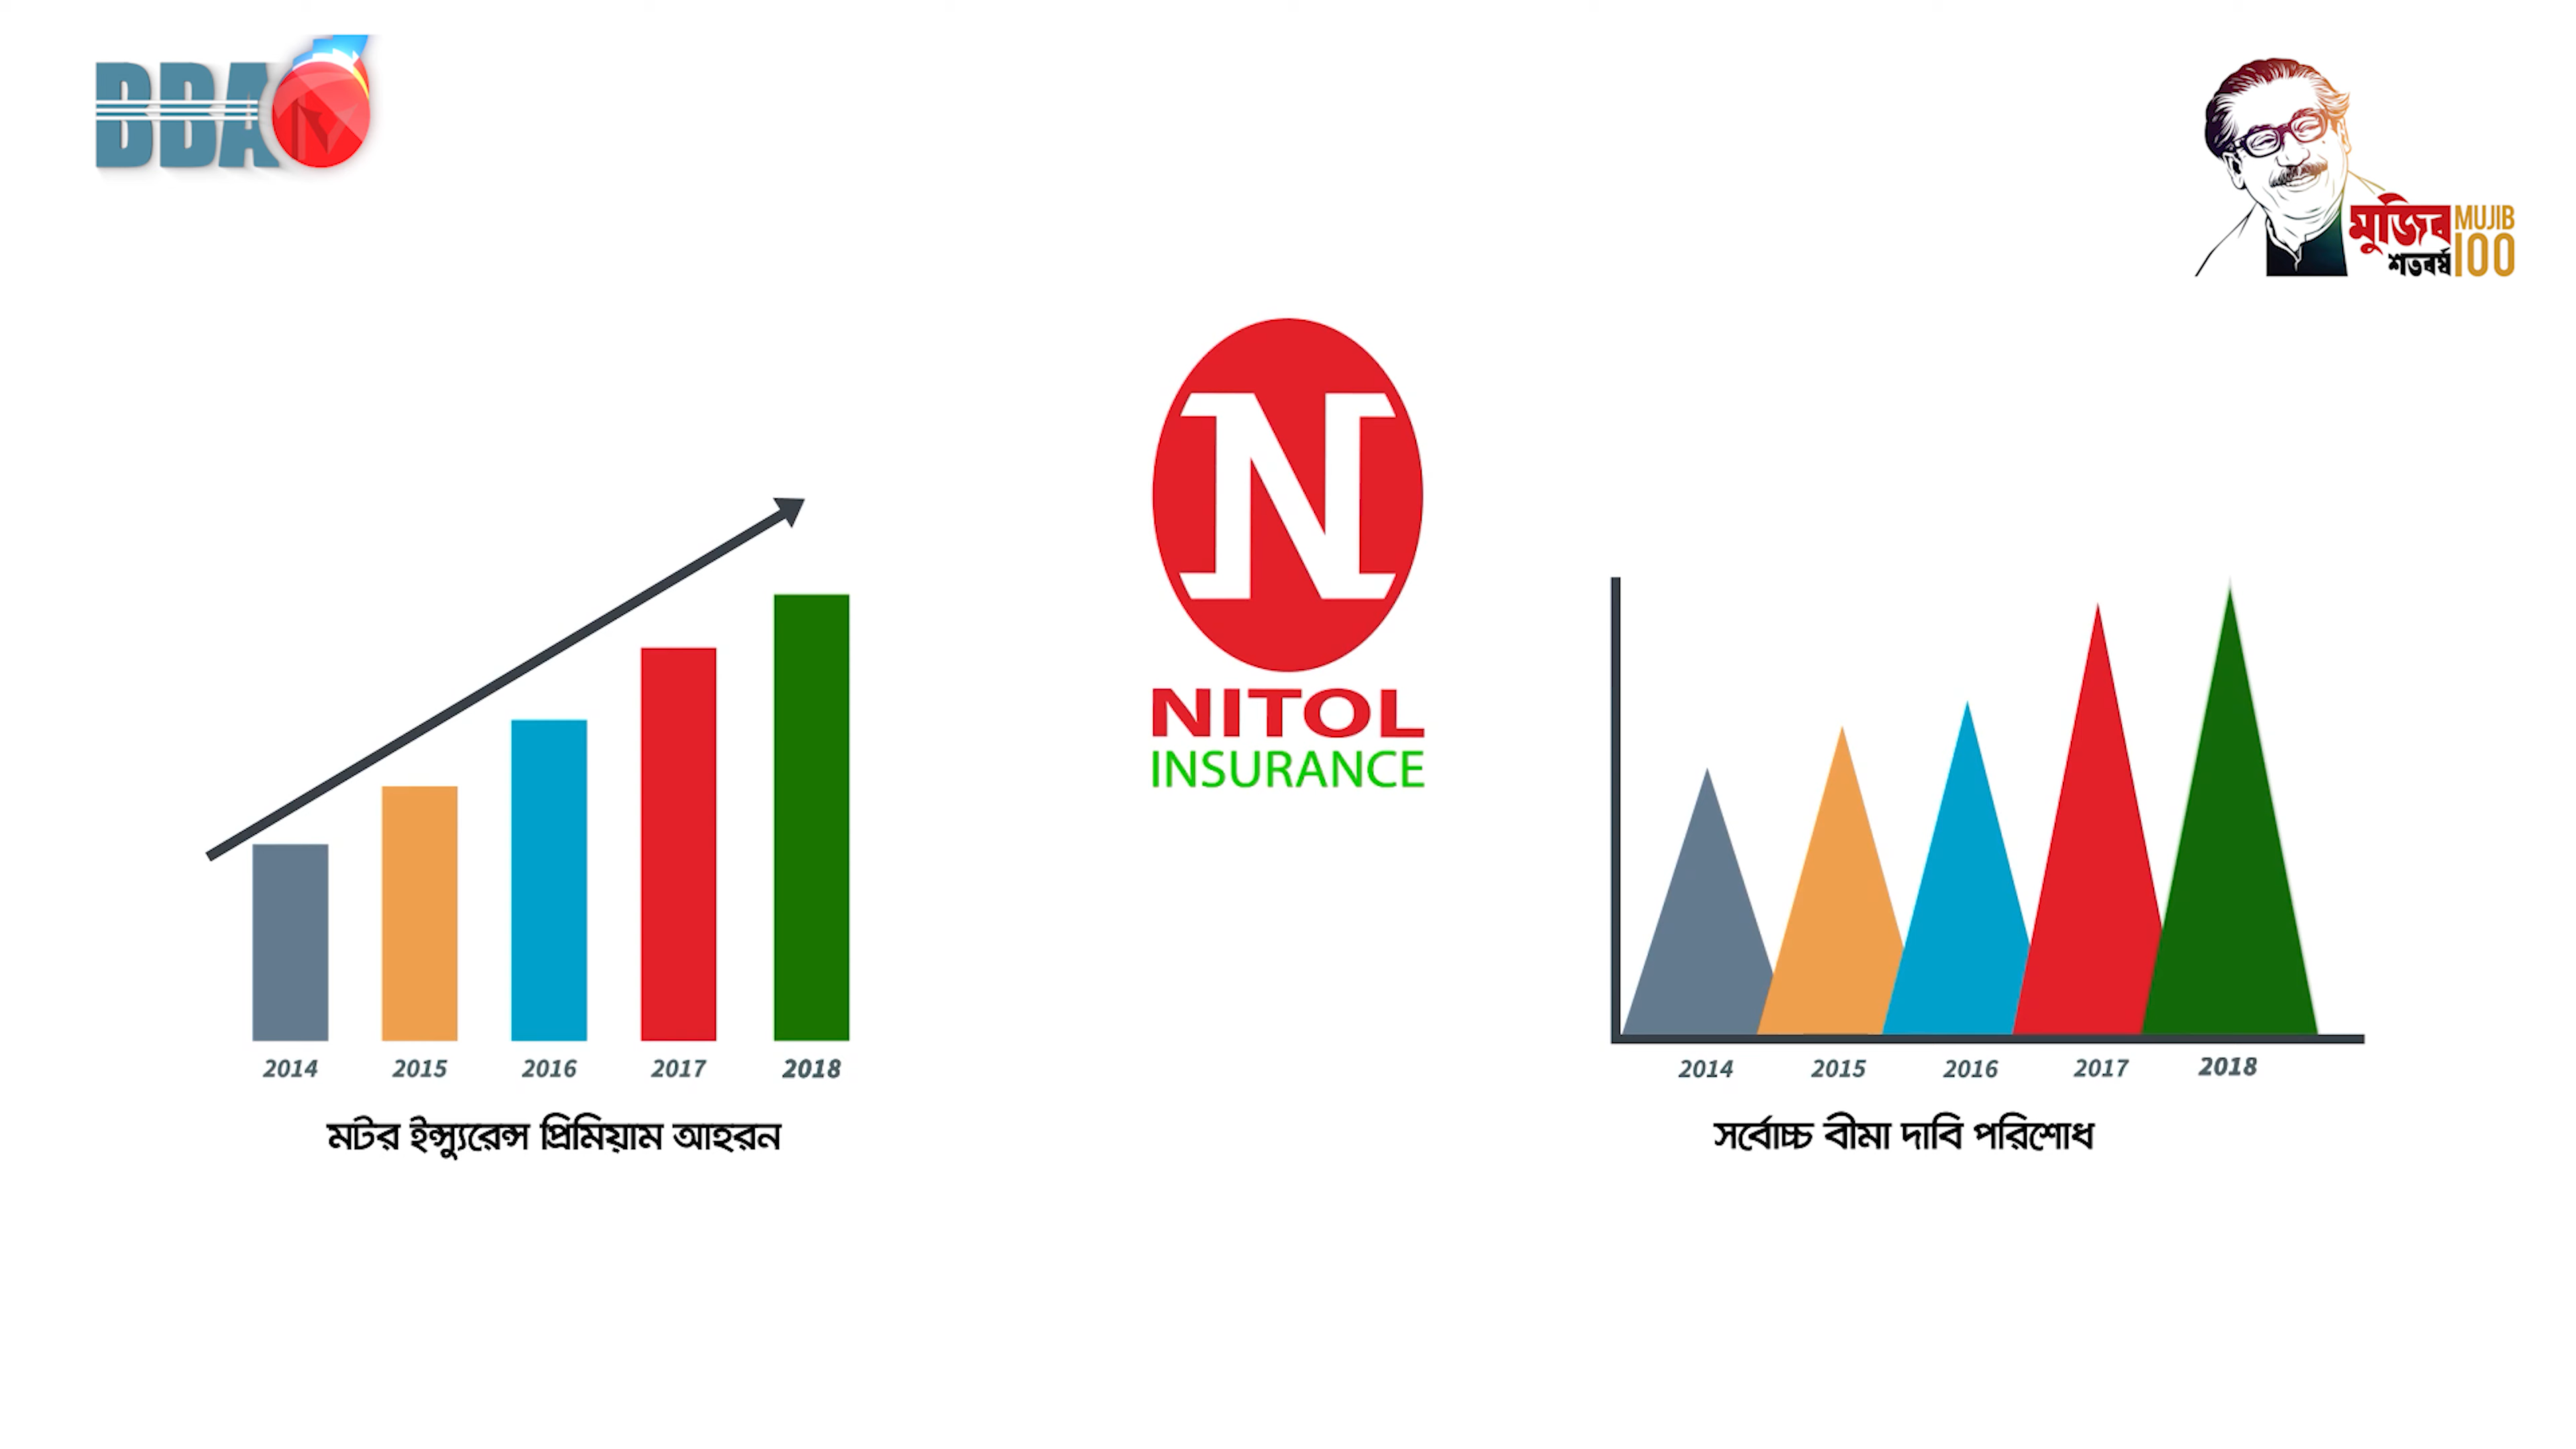 BBA
মুজিব
শতবর্ষ
MUJIB
100
N
NITOL
INSURANCE
2014 2015 2016 2017 2018
মটর ইন্স্যুরেন্স প্রিমিয়াম আহরন
2014 2015 2016 2017 2018
সর্বোচ্চ বীমা দাবি পরিশোধ